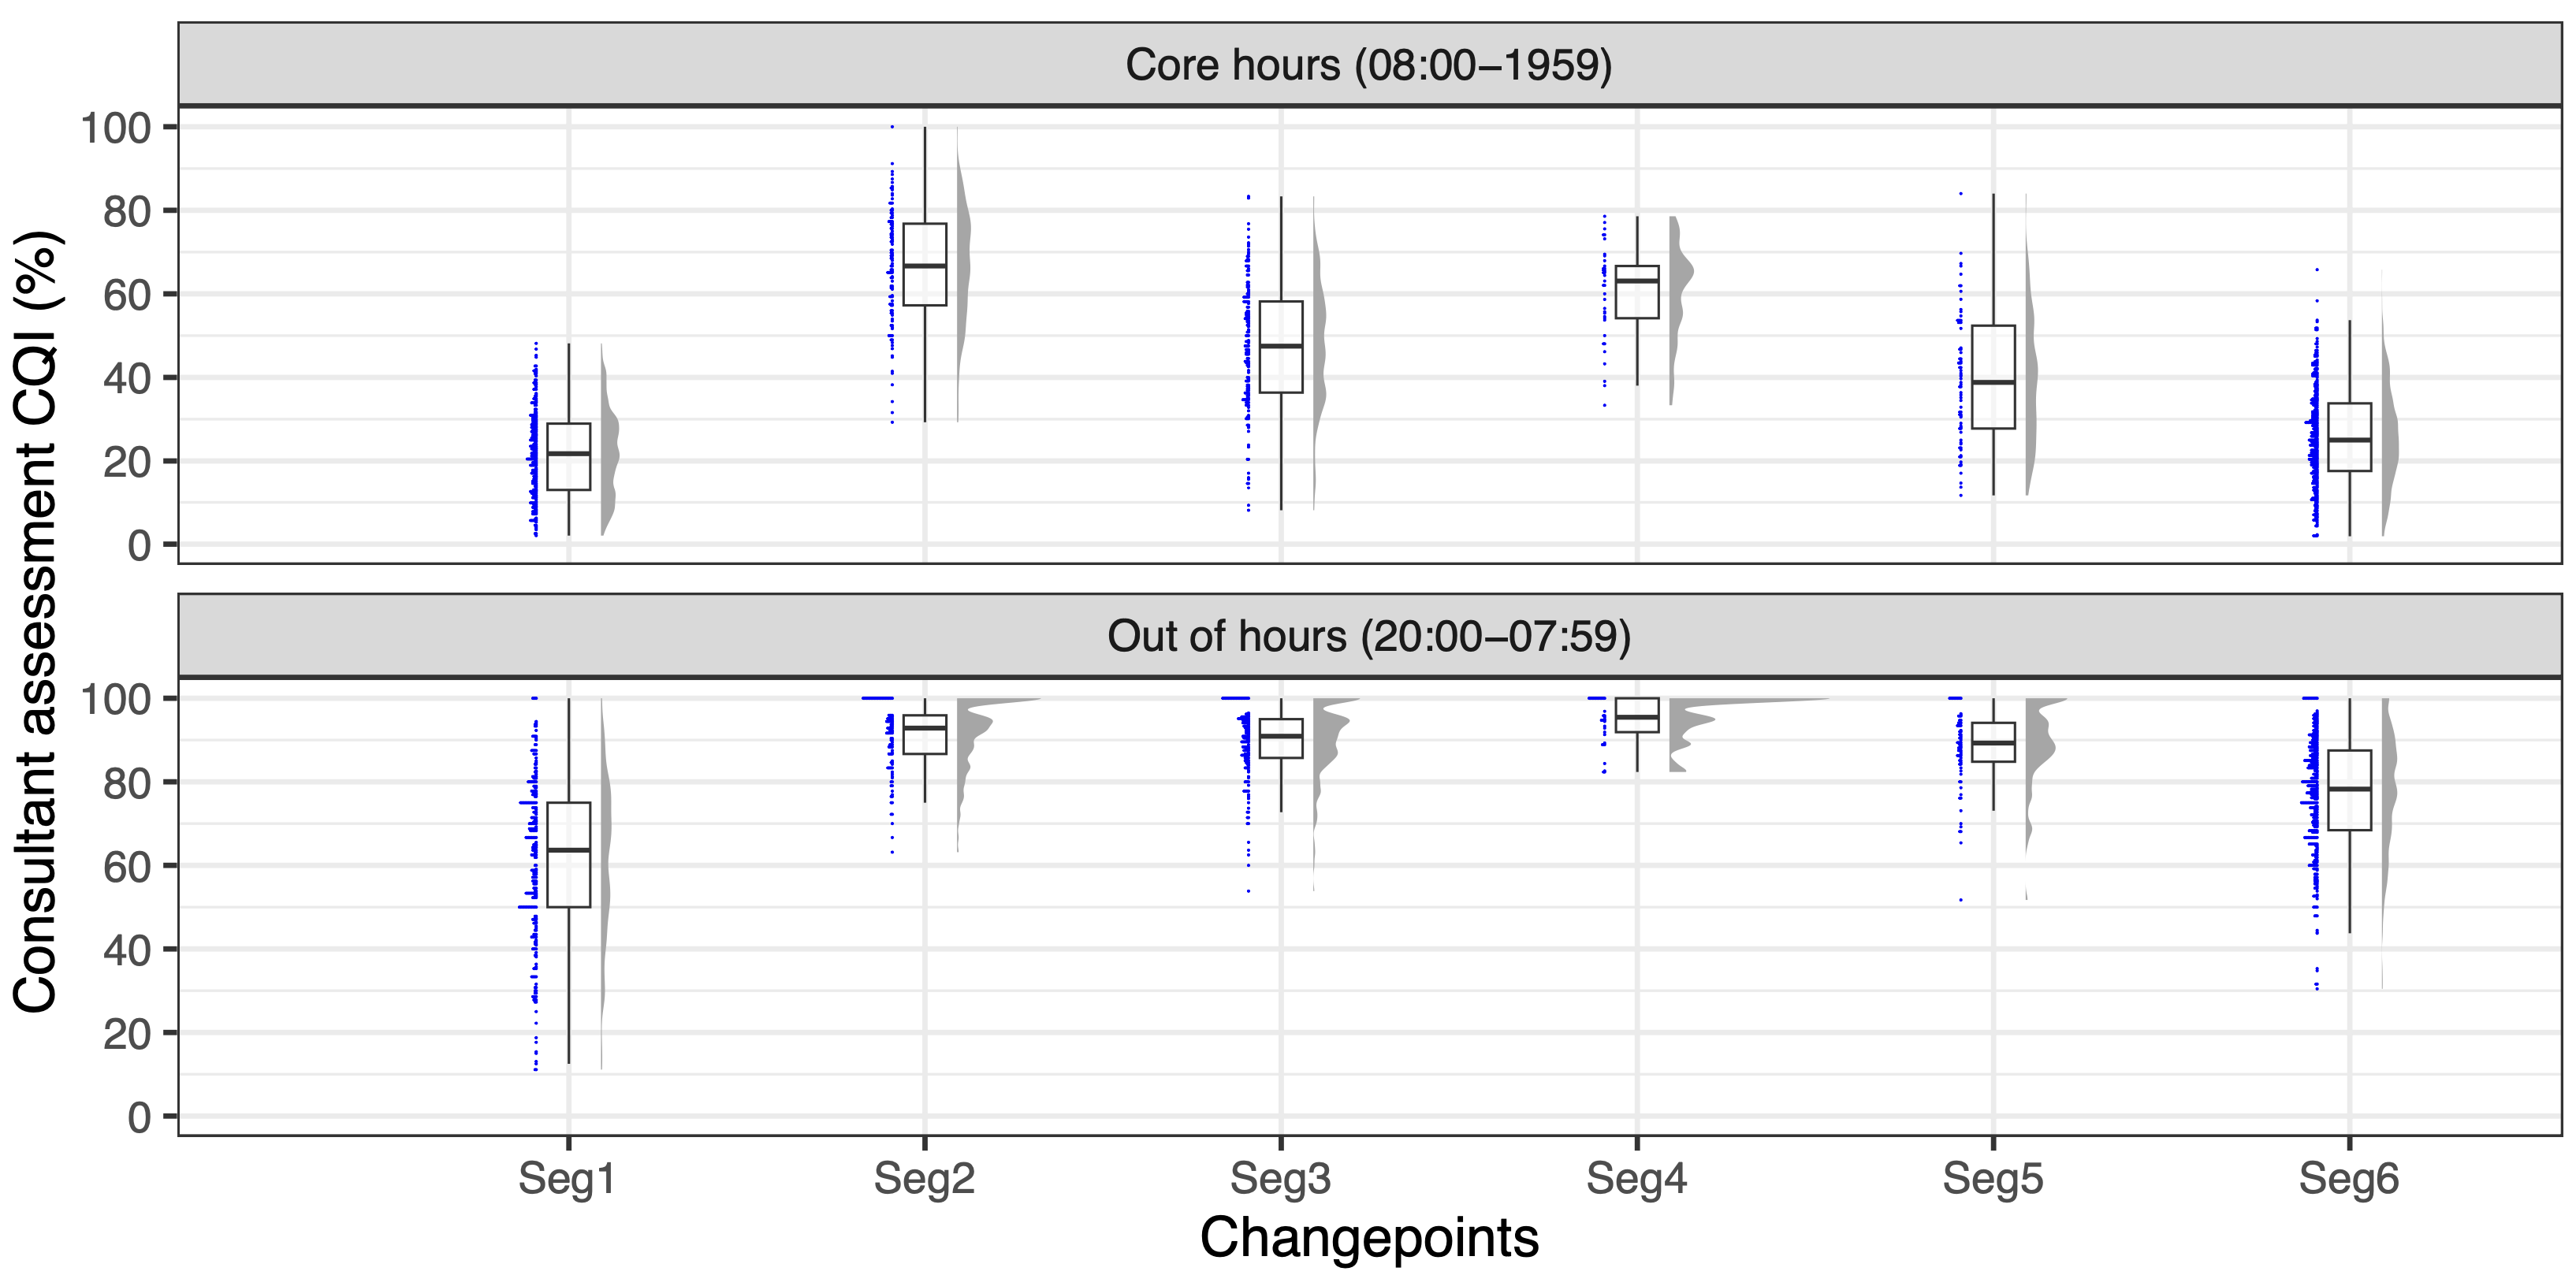 Consultant assessment CQI (%)
Core hours (08:00–1959)
100
80
60
40
20
0
Out of hours (20:00–07:59)
100
80
60
40
20
0
Seg1 Seg2 Seg3 Seg4 Seg5 Seg6
Changepoints